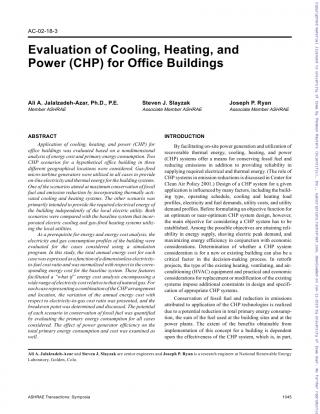 AC-02-18-3
Evaluation of Cooling, Heating, and
Power (CHP) for Office Buildings
Ali A. Jalalzadeh-Azar, Ph.D., P.E.
Member ASHRAE
Steven J. Slayzak
Associate Member ASHRAE
Joseph P. Ryan
Associate Member ASHRAE
ABSTRACT
Application of cooling, heating, and power (CHP) for
office buildings was evaluated based on a nondimensional
analysis of energy cost and primary energy consumption. Two
CHP scenarios for a hypothetical office building in three
different geographical locations were considered. Gas-fired
micro turbine generators were utilized in all cases to provide
on-site electricity and thermal energy for the building systems.
One of the scenarios aimed at maximum conservation of fossil
fuel and emission reduction by incorporating thermally acti-
vated cooling and heating systems. The other scenario was
primarily intended to provide the required electrical energy of
the building independently of the local electric utility. Both
scenarios were compared with the baseline system that incor-
porated electric cooling and gas-fired heating systems utiliz-
ing the local utilities.
As a prerequisite for energy and energy cost analysis, the
electricity and gas consumption profiles of the building were
evaluated for the cases considered using a simulation
program. In this study, the total annual energy cost for each
case was expressed as a function of a dimensionless electricity-
to-fuel cost ratio and was normalized with respect to the corre-
sponding energy cost for the baseline system. These features
facilitated a "what if" energy cost analysis encompassing a
wide range of electricity cost relative to that of natural gas. For
each case representing a combination of the CHP arrangement
and location, the variation of the annual energy cost with
respect to electricity-to-gas cost ratio was presented, and the
breakeven point was determined and discussed. The potential
of each scenario in conservation of fossil fuel was quantified
by evaluating the primary energy consumption for all cases
considered. The effect of power generator efficiency on the
total primary energy consumption and cost was examined as
well.
INTRODUCTION
By facilitating on-site power generation and utilization of
recoverable thermal energy, cooling, heating, and power
(CHP) systems offer a means for conserving fossil fuel and
reducing emissions in addition to providing reliability in
supplying required electrical and thermal energy. (The role of
CHP systems in emission reductions is discussed in Center for
Clean Air Policy 2001.) Design of a CHP system for a given
application is influenced by many factors, including the build-
ing type, operating schedule, cooling and heating load
profiles, electricity and fuel demands, utility costs, and utility
demand profiles. Before formulating an objective function for
an optimum or near-optimum CHP system design, however,
the main objective for considering a CHP system has to be
established. Among the possible objectives are attaining reli-
ability in energy supply, shaving electric peak demand, and
maximizing energy efficiency in conjunction with economic
considerations. Determination of whether a CHP system
consideration is for a new or existing building can also be a
critical factor in the decision-making process. In retrofit
projects, the type of the existing heating, ventilating, and air-
conditioning (HVAC) equipment and practical and economic
considerations for replacement or modification of the existing
systems impose additional constraints in design and specifi-
cation of appropriate CHP systems.
Conservation of fossil fuel and reduction in emissions
attributed to application of the CHP technologies is realized
due to a potential reduction in total primary energy consump-
tion, the sum of the fuel used at the building sites and at the
power plants. The extent of the benefits obtainable from
implementation of this concept for a building is dependent
upon the effectiveness of the CHP system, which is, in part,
Ali A. Jalalzadeh-Azar and Steven J. Slayzak are senior engineers and Joseph P. Ryan is a research engineer at National Renewable Energy
Laboratory, Golden, Colo.
ASHRAE Transactions: Symposia
1045